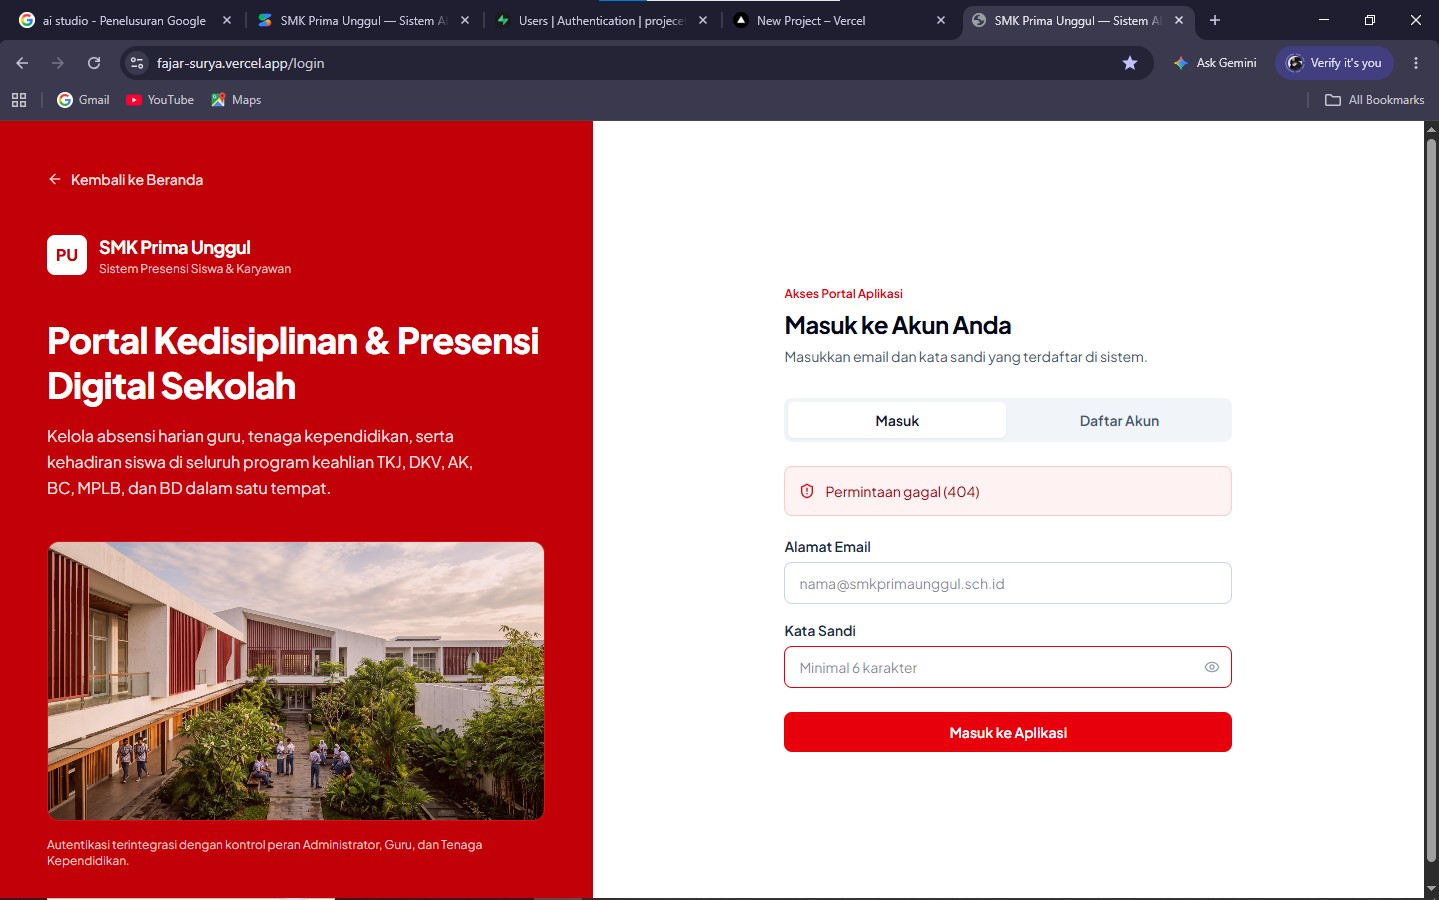 ai studio - Penelusuran Google
SMK Prima Unggul — Sistem A
Users | Authentication | projece
New Project – Vercel
SMK Prima Unggul — Sistem A
fajar-surya.vercel.app/login
Ask Gemini
Verify it's you
Gmail
YouTube
Maps
All Bookmarks
Kembali ke Beranda
PU
SMK Prima Unggul
Sistem Presensi Siswa & Karyawan
Portal Kedisiplinan & Presensi
Digital Sekolah
Kelola absensi harian guru, tenaga kependidikan, serta
kehadiran siswa di seluruh program keahlian TKJ, DKV, AK,
BC, MPLB, dan BD dalam satu tempat.
Autentikasi terintegrasi dengan kontrol peran Administrator, Guru, dan Tenaga
Kependidikan.
Akses Portal Aplikasi
Masuk ke Akun Anda
Masukkan email dan kata sandi yang terdaftar di sistem.
Masuk
Daftar Akun
Permintaan gagal (404)
Alamat Email
nama@smkprimaunggul.sch.id
Kata Sandi
Minimal 6 karakter
Masuk ke Aplikasi